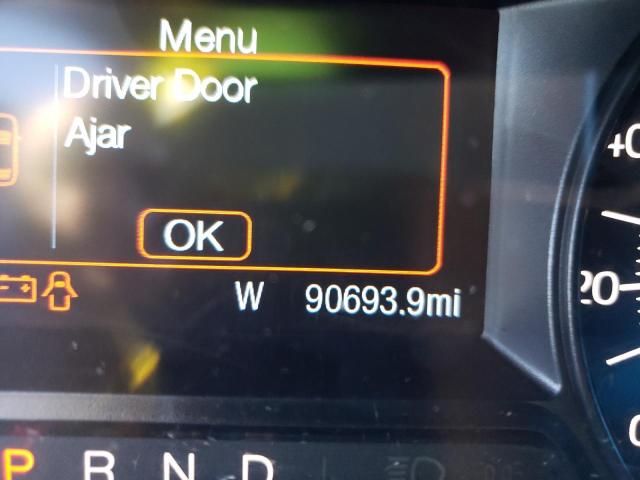 Menu
Driver Door
Ajar
OK
W 90693.9mi
20
0
P R N D